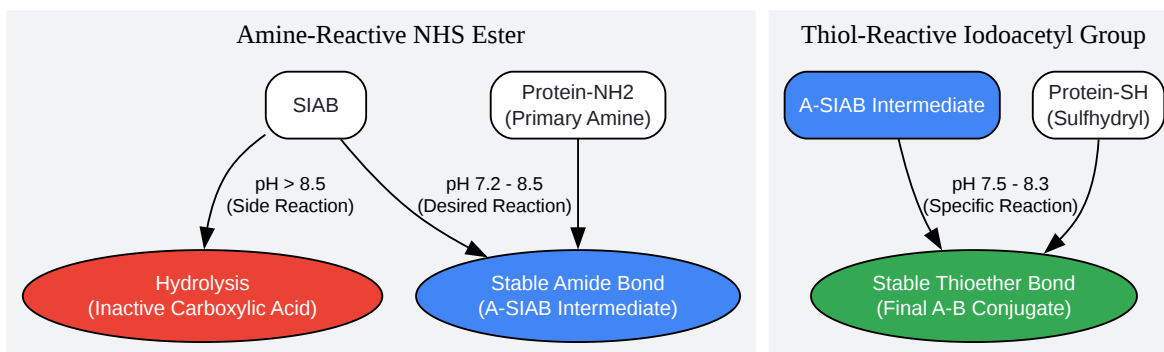 Amine-Reactive NHS Ester
SIAB
Protein-NH2
(Primary Amine)
pH > 8.5
(Side Reaction)
pH 7.2 - 8.5
(Desired Reaction)
Hydrolysis
(Inactive Carboxylic Acid)
Stable Amide Bond
(A-SIAB Intermediate)
Thiol-Reactive Iodoacetyl Group
A-SIAB Intermediate
Protein-SH
(Sulfhydryl)
pH 7.5 - 8.3
(Specific Reaction)
Stable Thioether Bond
(Final A-B Conjugate)